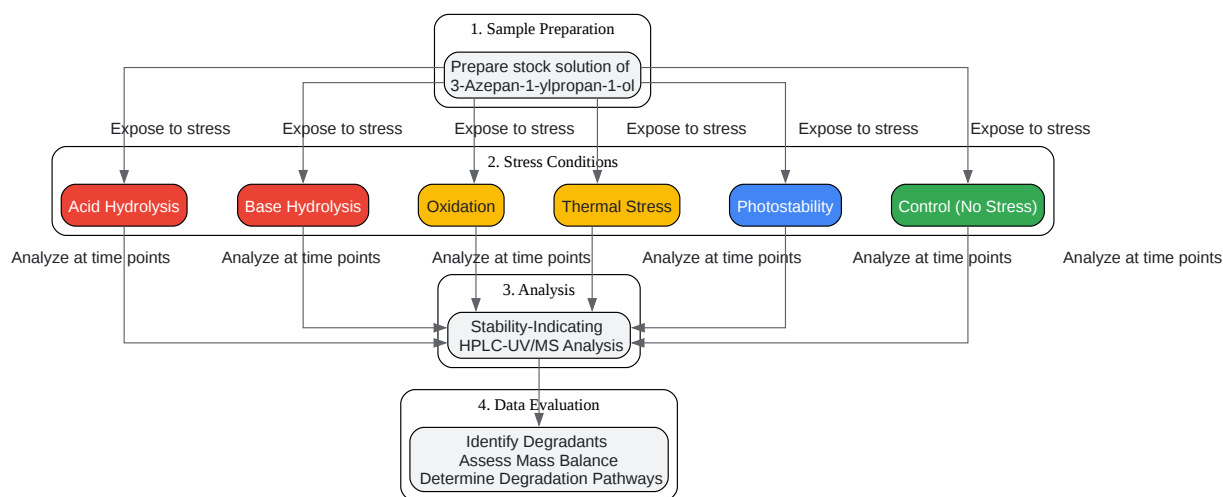 1. Sample Preparation
Prepare stock solution of
3-Azepan-1-ylpropan-1-ol
Expose to stress
Expose to stress
Expose to stress
Expose to stress
Expose to stress
Expose to stress
2. Stress Conditions
Acid Hydrolysis
Base Hydrolysis
Oxidation
Thermal Stress
Photostability
Control (No Stress)
Analyze at time points
Analyze at time points
Analyze at time points
Analyze at time points
Analyze at time points
Analyze at time points
3. Analysis
Stability-Indicating
HPLC-UV/MS Analysis
4. Data Evaluation
Identify Degradants
Assess Mass Balance
Determine Degradation Pathways